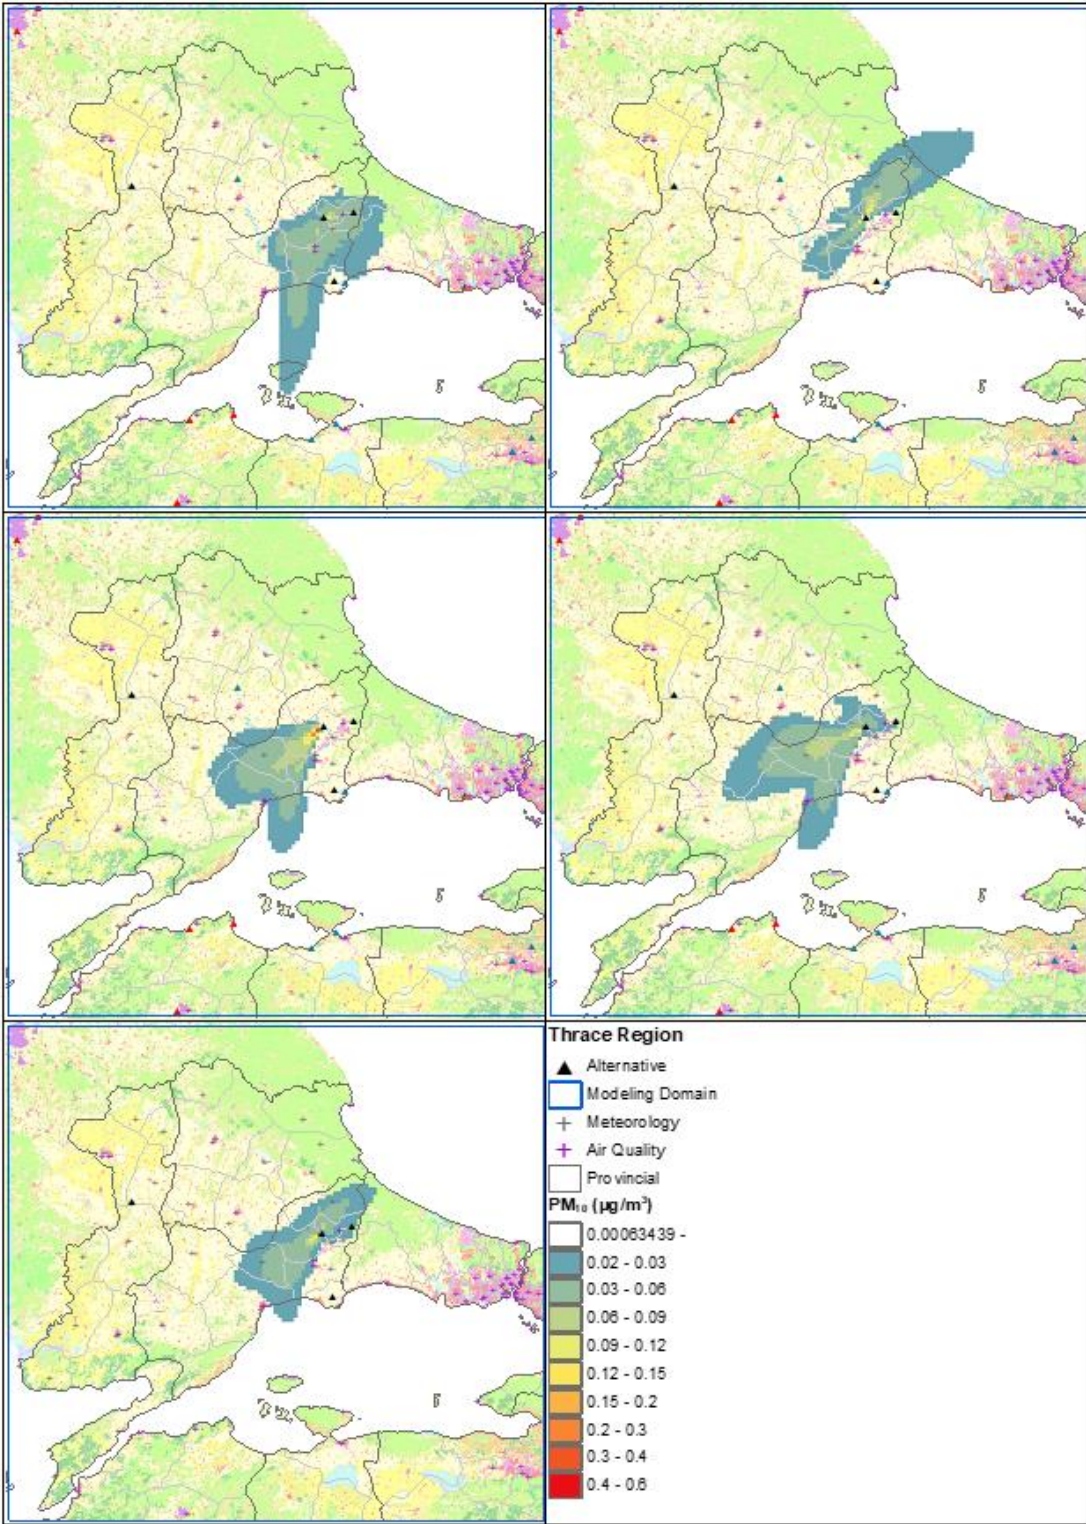 Thrace Region
Alternative
Modeling Domain
Meteorology
Air Quality
Provincial
PM₁₀ (µg/m³)
0.00063439 -
0.02 - 0.03
0.03 - 0.06
0.06 - 0.09
0.09 - 0.12
0.12 - 0.15
0.15 - 0.2
0.2 - 0.3
0.3 - 0.4
0.4 - 0.6